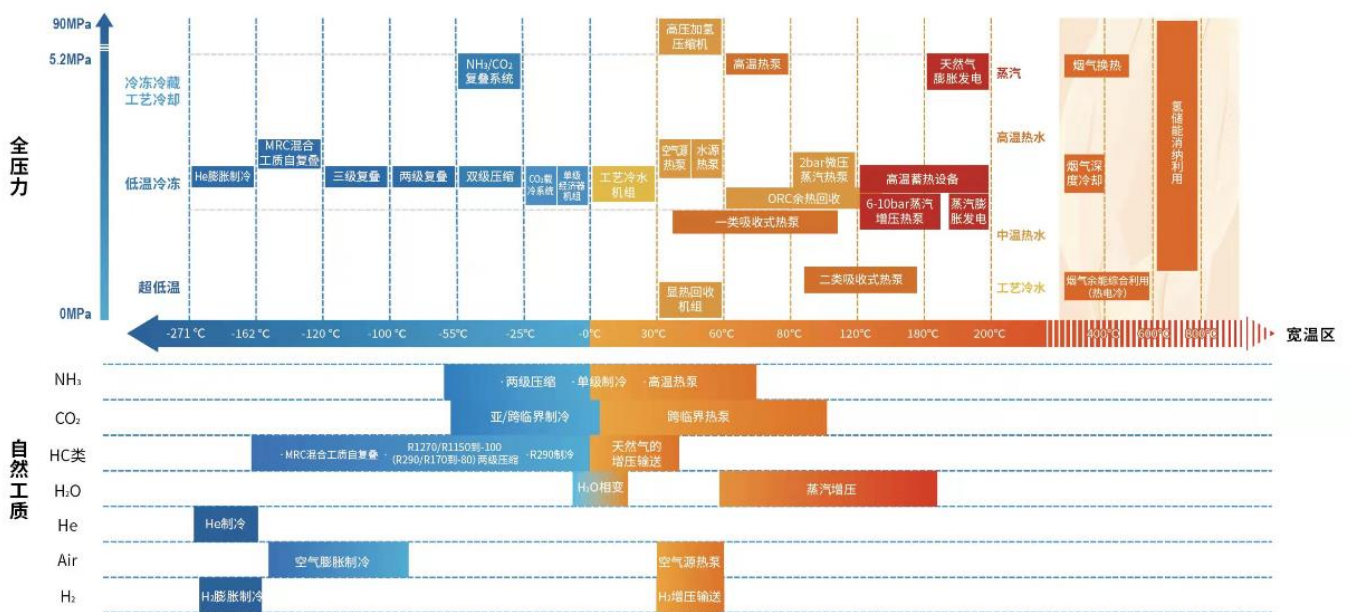 90MPa
高压加氢
压缩机
5.2MPa
NH₃/CO₂
复叠系统
高温热泵
天然气
膨胀发电
蒸汽
烟气换热
冷冻冷藏
工艺冷却
全压力
MRC混合
工质自复叠
空气源
热泵
水源
热泵
2bar微压
蒸汽热泵
高温热水
烟气深
度冷却
氢储能消纳利用
低温冷冻
He膨胀制冷
三级复叠
两级复叠
双级压缩
CO₂载
冷系统
单级
经济器
机组
工艺冷水
机组
高温蓄热设备
ORC余热回收
6-10bar蒸汽
增压热泵
蒸汽膨
胀发电
一类吸收式热泵
中温热水
超低温
显热回收
机组
二类吸收式热泵
工艺冷水
烟气余能综合利用
(热电冷)
0MPa
-271℃
-162℃
-120℃
-100℃
-55℃
-25℃
-0℃
30℃
60℃
80℃
120℃
180℃
200℃
400℃
600℃
800℃
宽温区
自然工质
NH₃
·两级压缩
·单级制冷
·高温热泵
CO₂
亚/跨临界制冷
跨临界热泵
HC类
·MRC混合工质自复叠
·
R1270/R1150到-100
(R290/R170到-80)两级压缩
·R290制冷
天然气的
增压输送
H₂O
H₂O相变
蒸汽增压
He
He制冷
Air
空气膨胀制冷
空气源热泵
H₂
H₂膨胀制冷
H₂增压输送